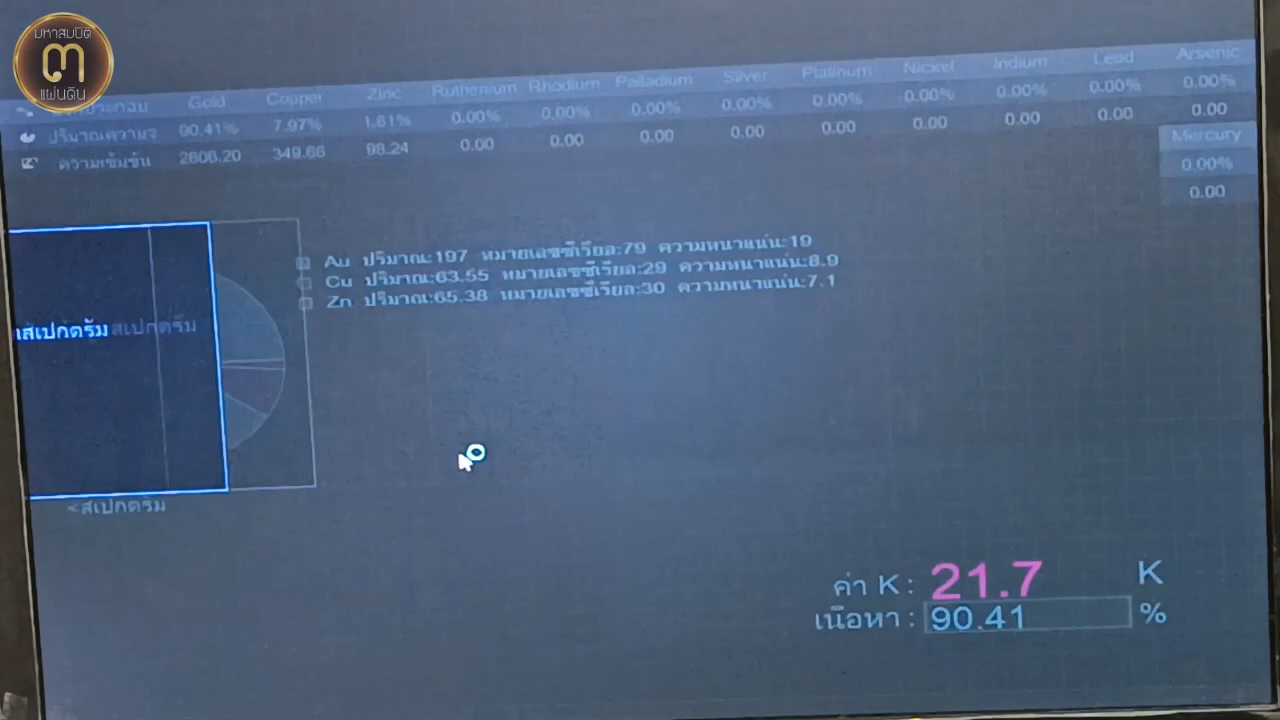 มหาสมบัติ
๓
แผ่นดิน
Gold Copper Zinc Ruthenium Rhodium Palladium Silver Platinum Nickel Indium Lead Arsenic
ปริมาณความจุ 90.41% 7.97% 1.61% 0.00% 0.00% 0.00% 0.00% 0.00% 0.00% 0.00% 0.00% 0.00%
ความเข้มข้น 2606.20 349.66 98.24 0.00 0.00 0.00 0.00 0.00 0.00 0.00 0.00 0.00
Mercury
0.00%
0.00
Au ปริมาณ:197 หมายเลขซีเรียล:79 ความหนาแน่น:19
Cu ปริมาณ:63.55 หมายเลขซีเรียล:29 ความหนาแน่น:8.9
Zn ปริมาณ:65.38 หมายเลขซีเรียล:30 ความหนาแน่น:7.1
สเปกตรัม สเปกตรัม
<สเปกตรัม
ค่า K : 21.7 K
เนื้อหา : 90.41 %